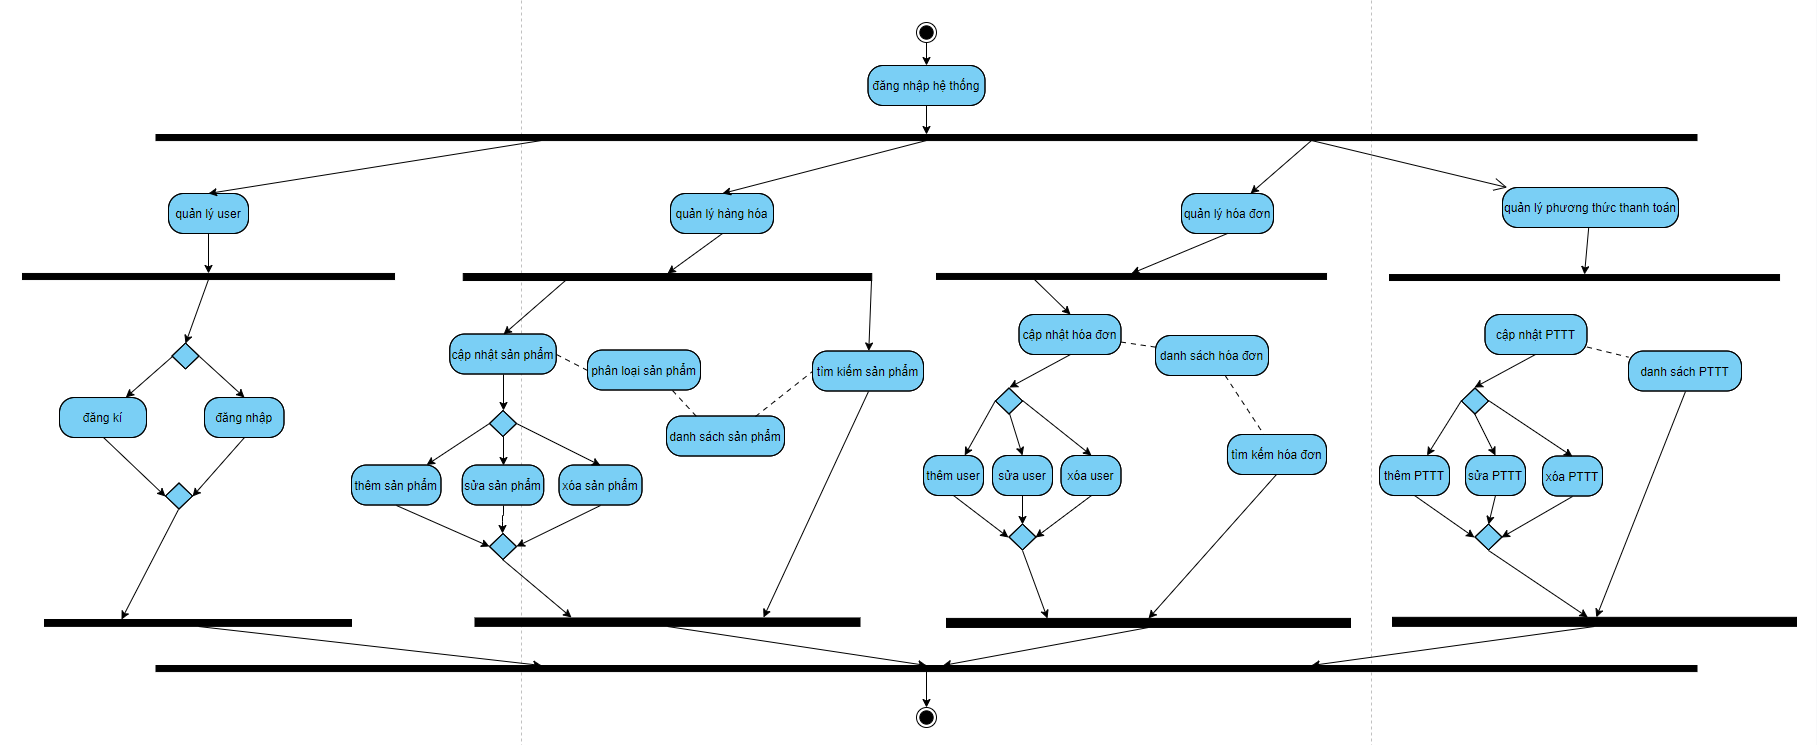 đăng nhập hệ thống
quản lý user
quản lý hàng hóa
quản lý hóa đơn
quản lý phương thức thanh toán
cập nhật sản phẩm
phân loại sản phẩm
tìm kiếm sản phẩm
cập nhật hóa đơn
danh sách hóa đơn
cập nhật PTTT
danh sách PTTT
đăng kí
đăng nhập
danh sách sản phẩm
tìm kếm hóa đơn
thêm sản phẩm
sửa sản phẩm
xóa sản phẩm
thêm user
sửa user
xóa user
thêm PTTT
sửa PTTT
xóa PTTT